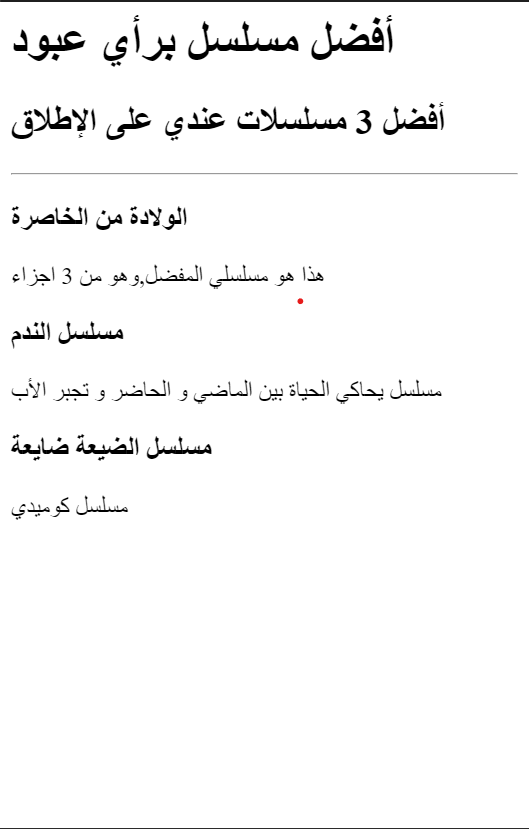 أفضل مسلسل برأي عبود
أفضل 3 مسلسلات عندي على الإطلاق
الولادة من الخاصرة
هذا هو مسلسلي المفضل,وهو من 3 اجزاء
مسلسل الندم
مسلسل يحاكي الحياة بين الماضي و الحاضر و تجبر الأب
مسلسل الضيعة ضايعة
مسلسل كوميدي